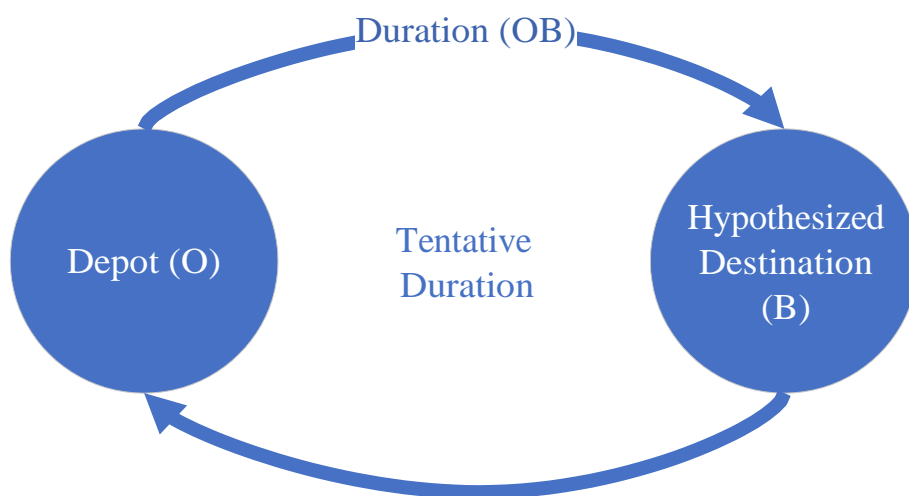 Duration (OB)
Depot (O)
Tentative
Duration
Hypothesized
Destination
(B)